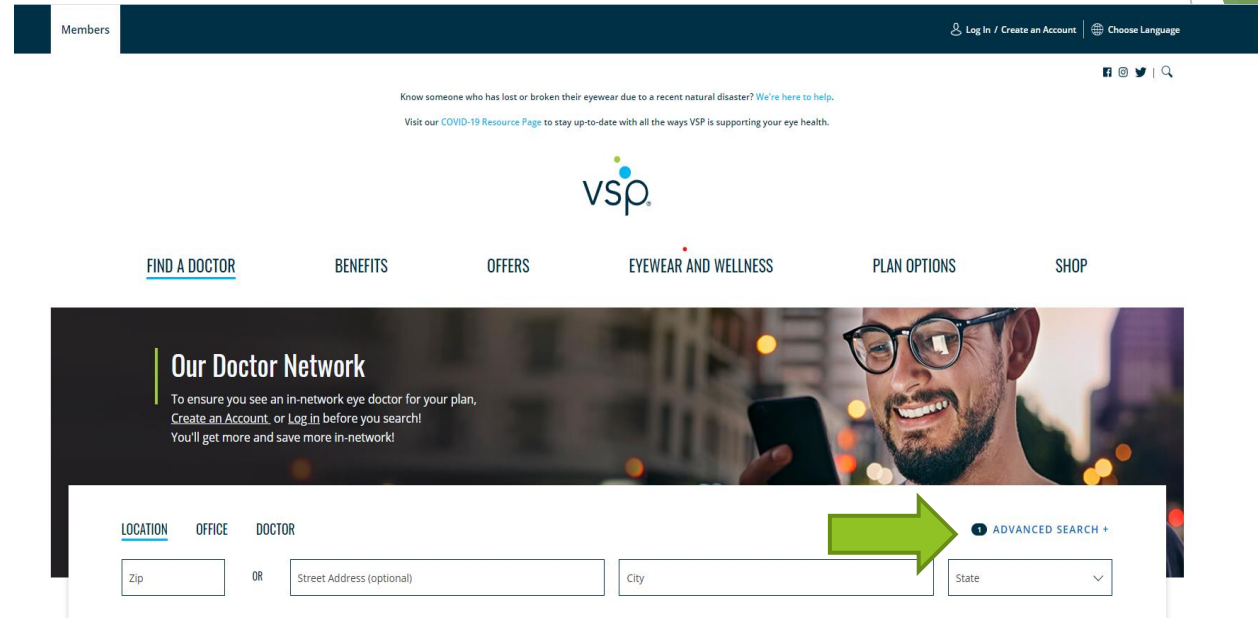 Members
Log In / Create an Account
Choose Language
Know someone who has lost or broken their eyewear due to a recent natural disaster? We're here to help.
Visit our COVID-19 Resource Page to stay up-to-date with all the ways VSP is supporting your eye health.
vsp®
FIND A DOCTOR
BENEFITS
OFFERS
EYEWEAR AND WELLNESS
PLAN OPTIONS
SHOP
Our Doctor Network
To ensure you see an in-network eye doctor for your plan,
Create an Account or Log in before you search!
You'll get more and save more in-network!
LOCATION
OFFICE
DOCTOR
1 ADVANCED SEARCH +
Zip
OR
Street Address (optional)
City
State